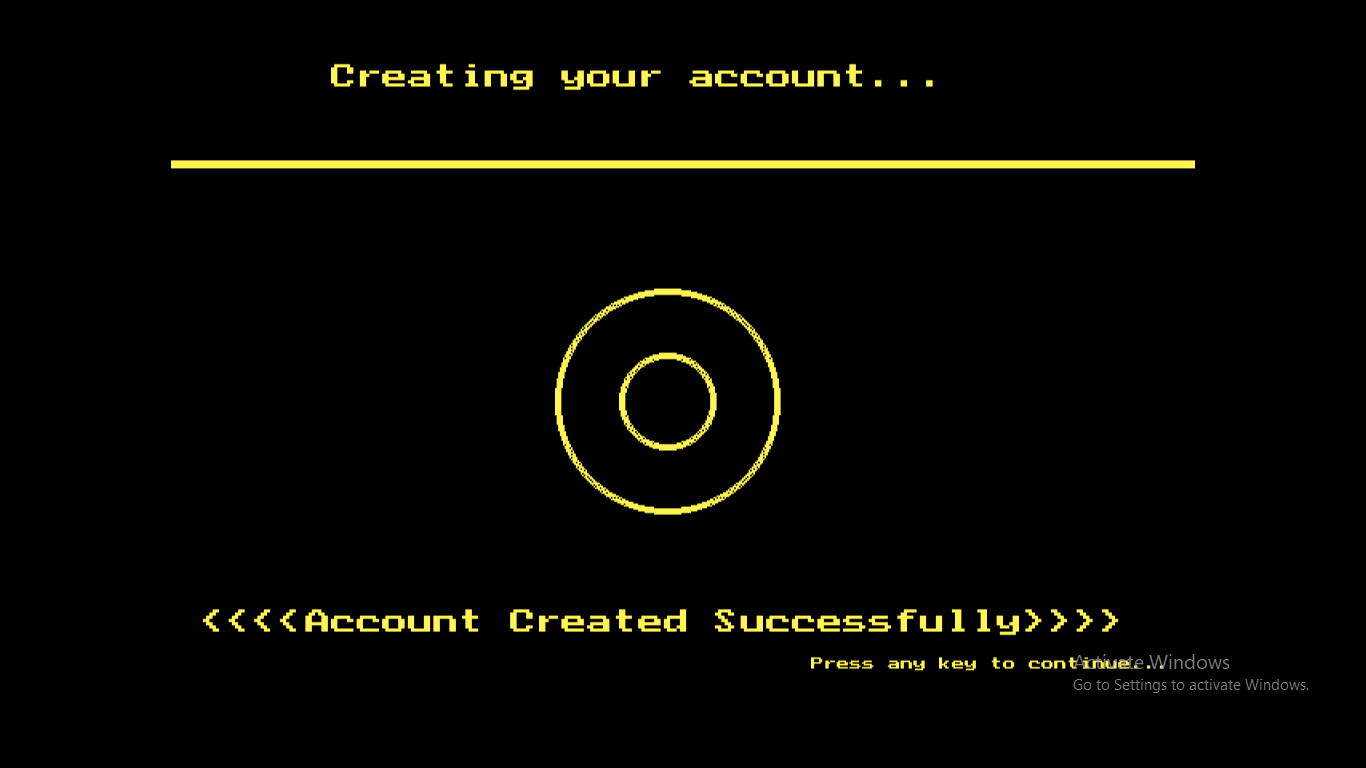 Creating your account...
<<<<Account Created Successfully>>>>
Press any key to continue...
Activate Windows
Go to Settings to activate Windows.